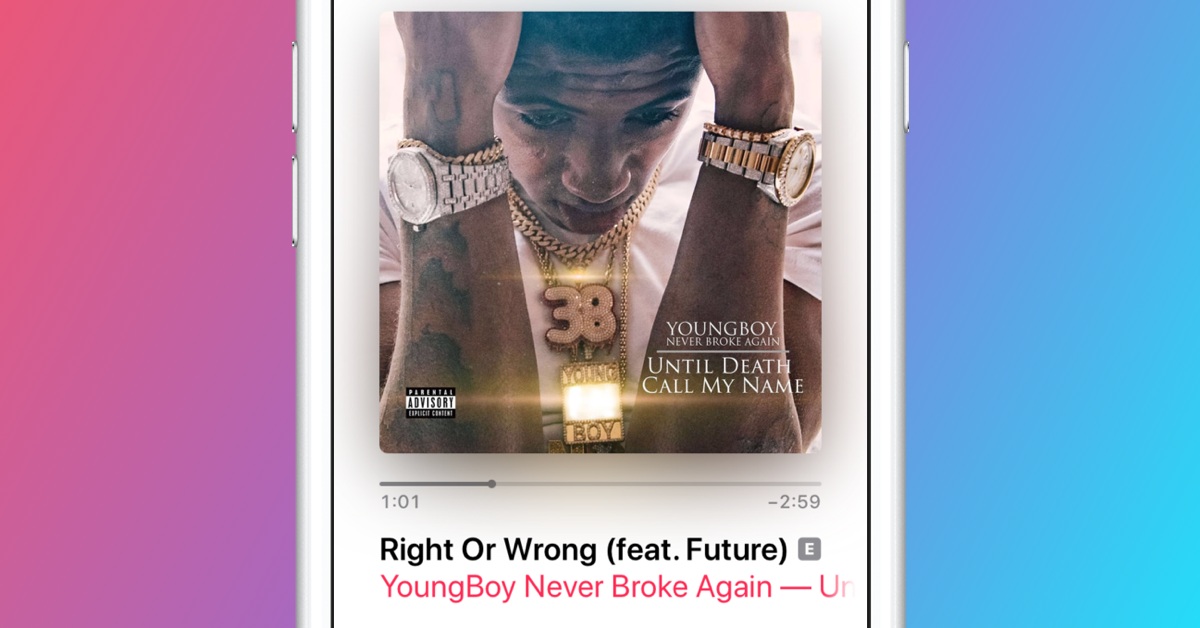 38
YOUNG
BOY
YOUNGBOY
NEVER BROKE AGAIN
UNTIL DEATH
CALL MY NAME
PARENTAL
ADVISORY
EXPLICIT CONTENT
1:01
−2:59
Right Or Wrong (feat. Future) E
YoungBoy Never Broke Again — Un